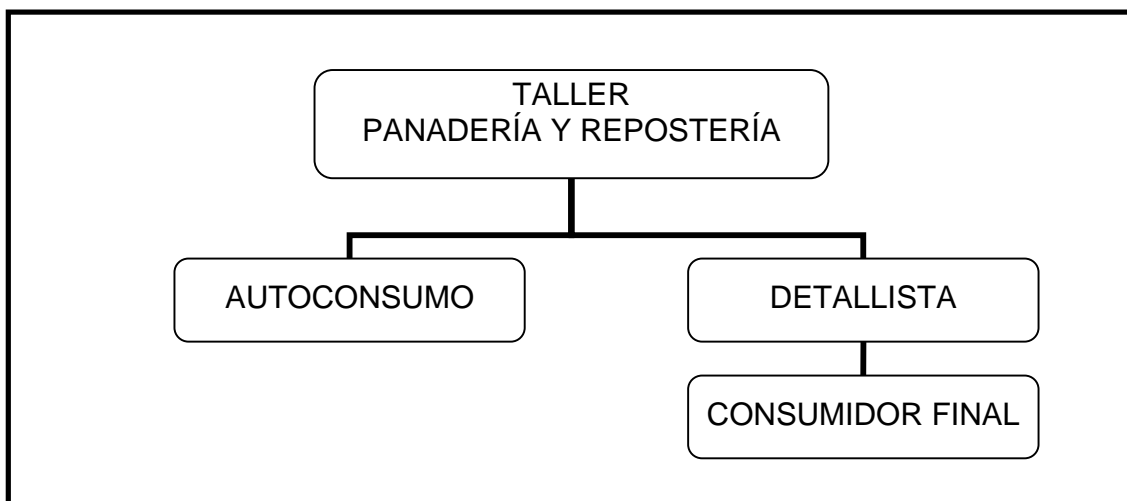 TALLER
PANADERÍA Y REPOSTERÍA
AUTOCONSUMO
DETALLISTA
CONSUMIDOR FINAL